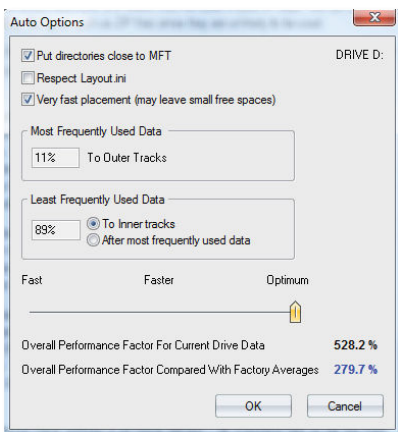 Auto Options
Put directories close to MFT
DRIVE D:
Respect Layout.ini
Very fast placement (may leave small free spaces)
Most Frequently Used Data
11%
To Outer Tracks
Least Frequently Used Data
89%
To Inner tracks
After most frequently used data
Fast
Faster
Optimum
Overall Performance Factor For Current Drive Data
528.2 %
Overall Performance Factor Compared With Factory Averages
279.7 %
OK
Cancel